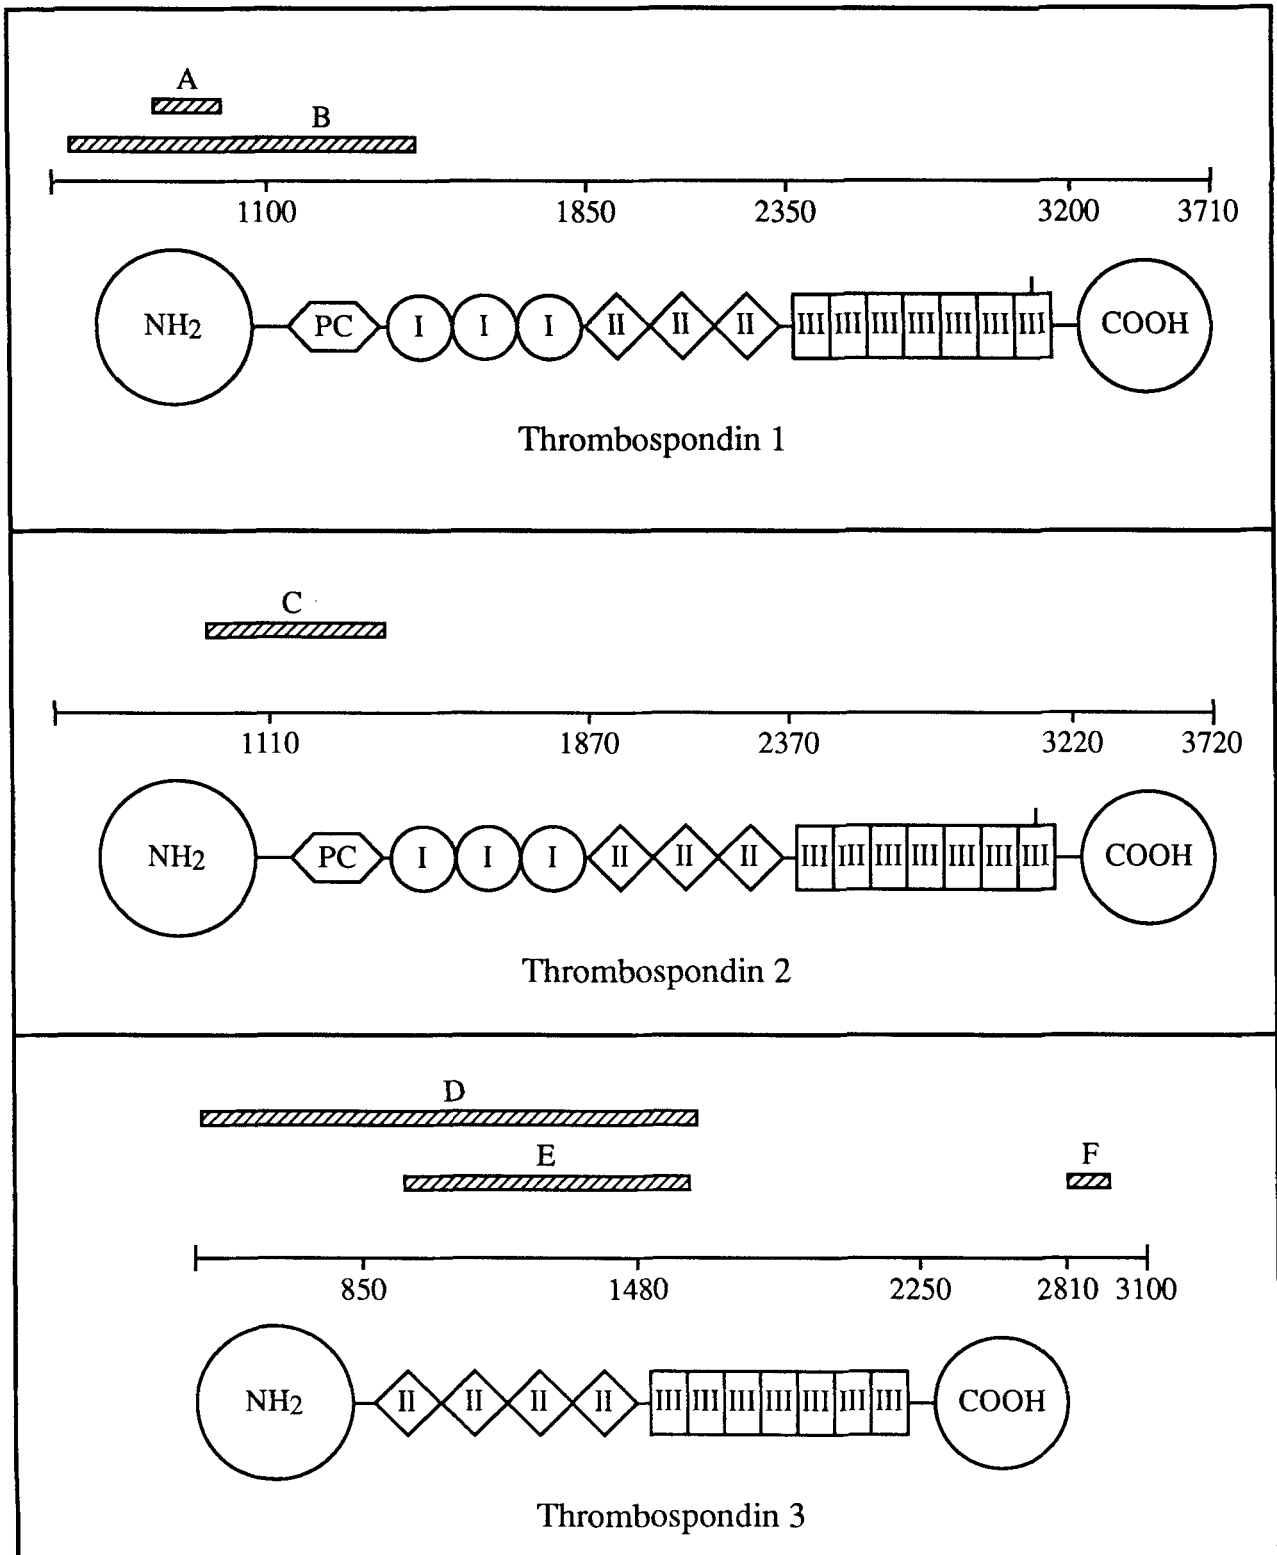 A
B
1100 1850 2350 3200 3710
NH2 PC I I I II II II III III III III III III III COOH
Thrombospondin 1
C
1110 1870 2370 3220 3720
NH2 PC I I I II II II III III III III III III III COOH
Thrombospondin 2
D
E F
850 1480 2250 2810 3100
NH2 II II II II III III III III III III III COOH
Thrombospondin 3